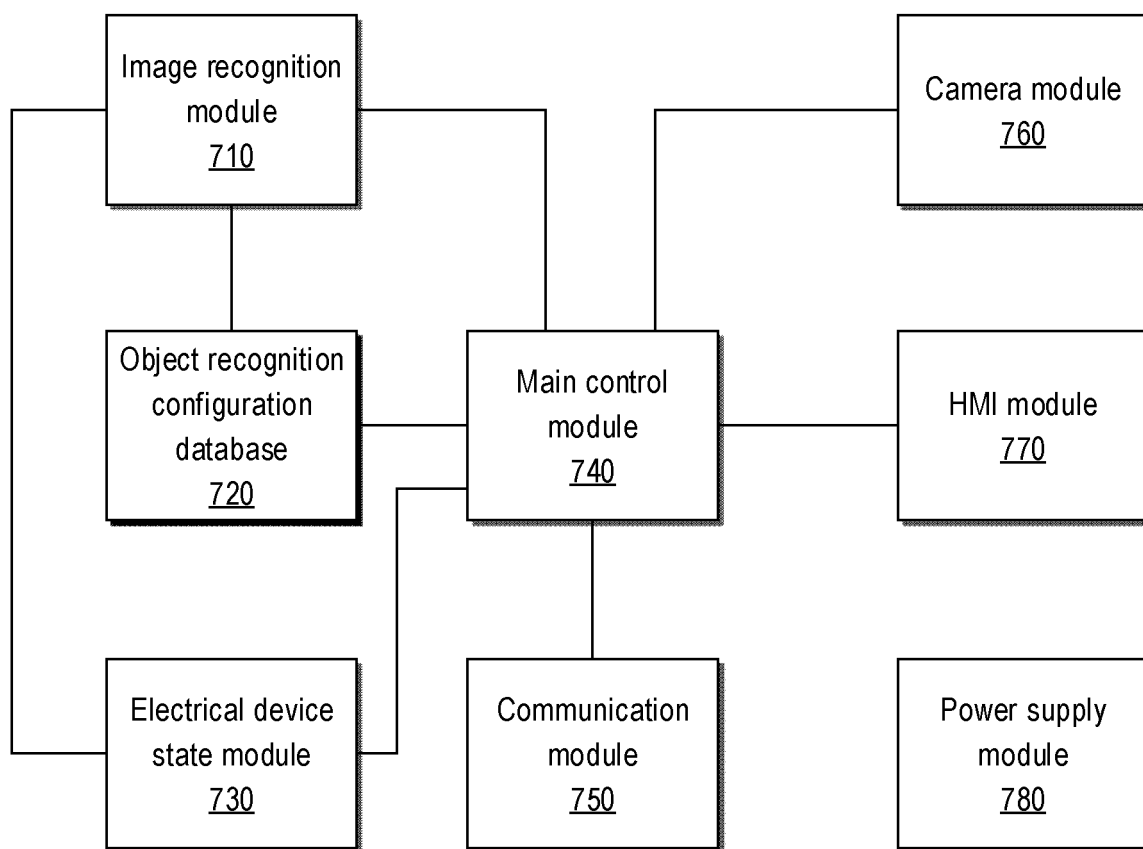 Image recognition
module
710
Camera module
760
Object recognition
configuration
database
720
Main control
module
740
HMI module
770
Electrical device
state module
730
Communication
module
750
Power supply
module
780